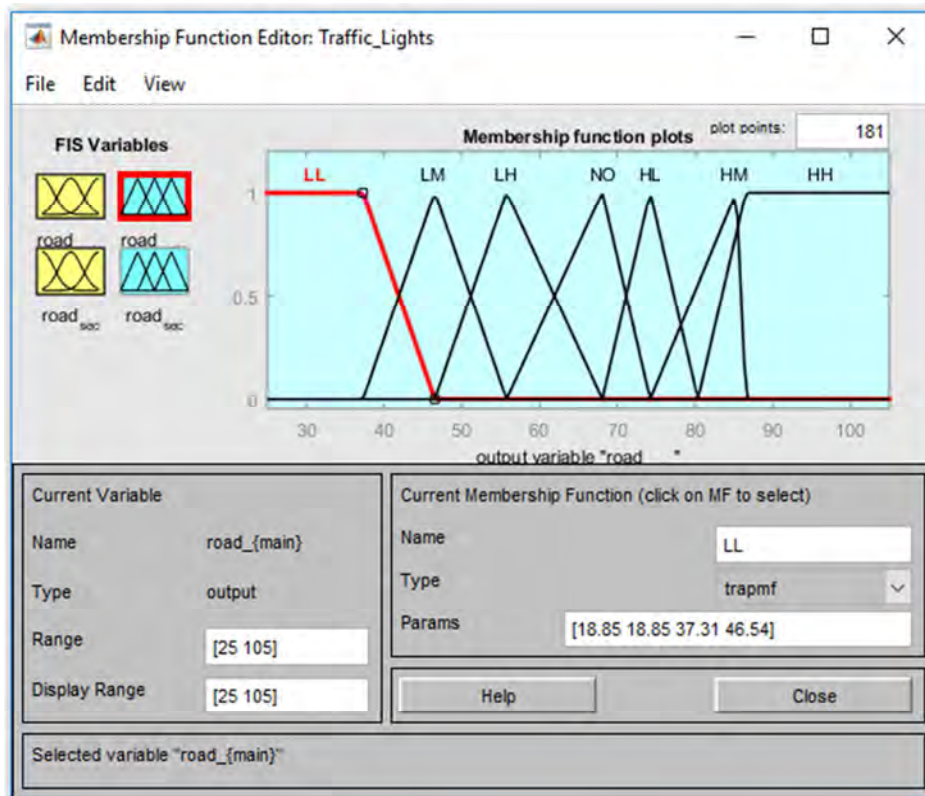 Membership Function Editor: Traffic_Lights
File Edit View
FIS Variables
Membership function plots plot points: 181
LL LM LH NO HL HM HH
1
0.5
0
road road
road sec road sec
30 40 50 60 70 80 90 100
output variable "road "
Current Variable
Name road_{main}
Type output
Range [25 105]
Display Range [25 105]
Current Membership Function (click on MF to select)
Name LL
Type trapmf
Params [18.85 18.85 37.31 46.54]
Help Close
Selected variable "road_{main}"